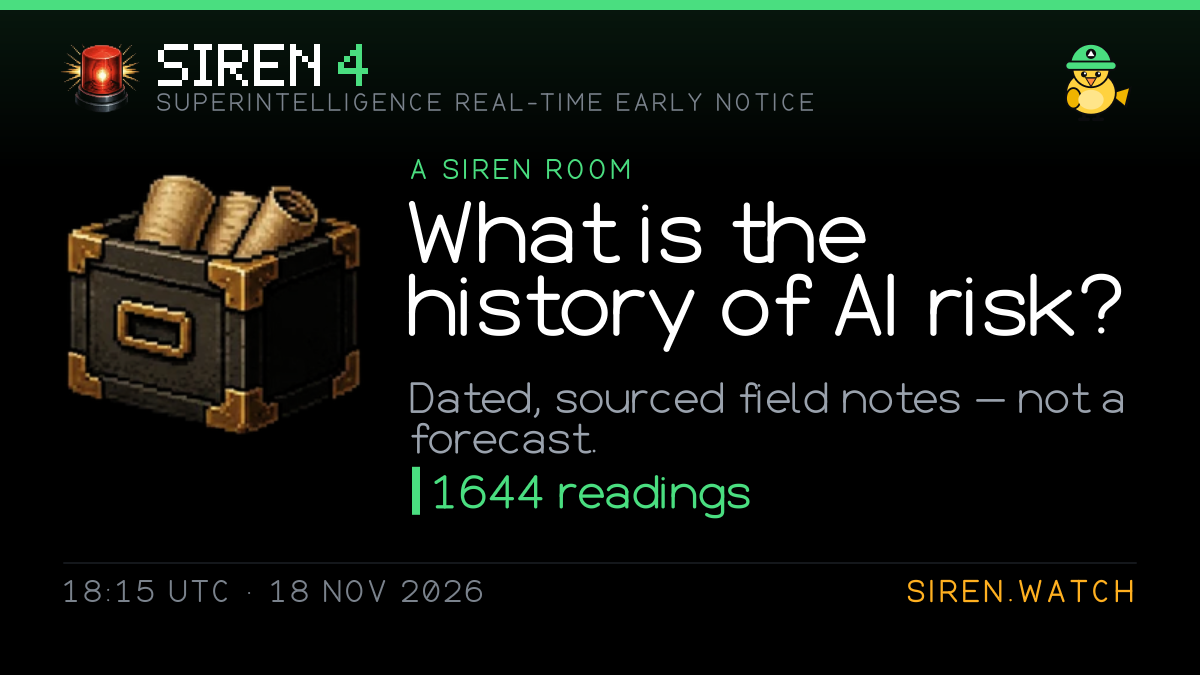 SIREN 4
SUPERINTELLIGENCE REAL-TIME EARLY NOTICE
A SIREN ROOM
What is the
history of AI risk?
Dated, sourced field notes — not a
forecast.
1644 readings
18:15 UTC · 18 NOV 2026
SIREN.WATCH